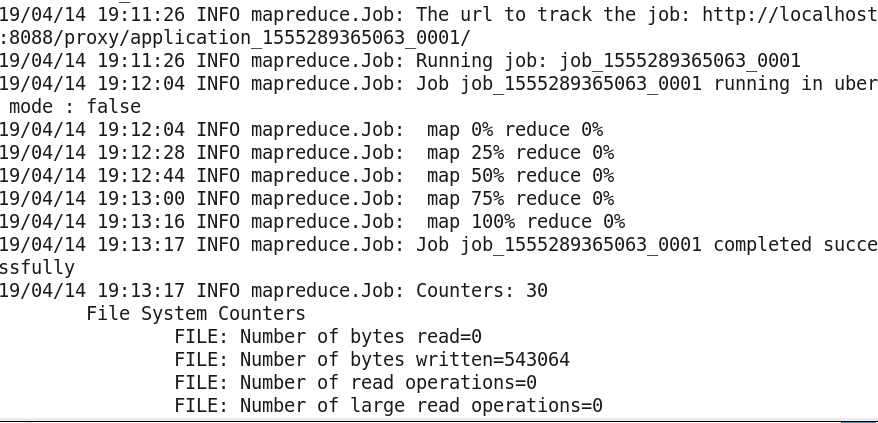 19/04/14 19:11:26 INFO mapreduce.Job: The url to track the job: http://localhost
:8088/proxy/application_1555289365063_0001/
19/04/14 19:11:26 INFO mapreduce.Job: Running job: job_1555289365063_0001
19/04/14 19:12:04 INFO mapreduce.Job: Job job_1555289365063_0001 running in uber
 mode : false
19/04/14 19:12:04 INFO mapreduce.Job:  map 0% reduce 0%
19/04/14 19:12:28 INFO mapreduce.Job:  map 25% reduce 0%
19/04/14 19:12:44 INFO mapreduce.Job:  map 50% reduce 0%
19/04/14 19:13:00 INFO mapreduce.Job:  map 75% reduce 0%
19/04/14 19:13:16 INFO mapreduce.Job:  map 100% reduce 0%
19/04/14 19:13:17 INFO mapreduce.Job: Job job_1555289365063_0001 completed succe
ssfully
19/04/14 19:13:17 INFO mapreduce.Job: Counters: 30
        File System Counters
                FILE: Number of bytes read=0
                FILE: Number of bytes written=543064
                FILE: Number of read operations=0
                FILE: Number of large read operations=0